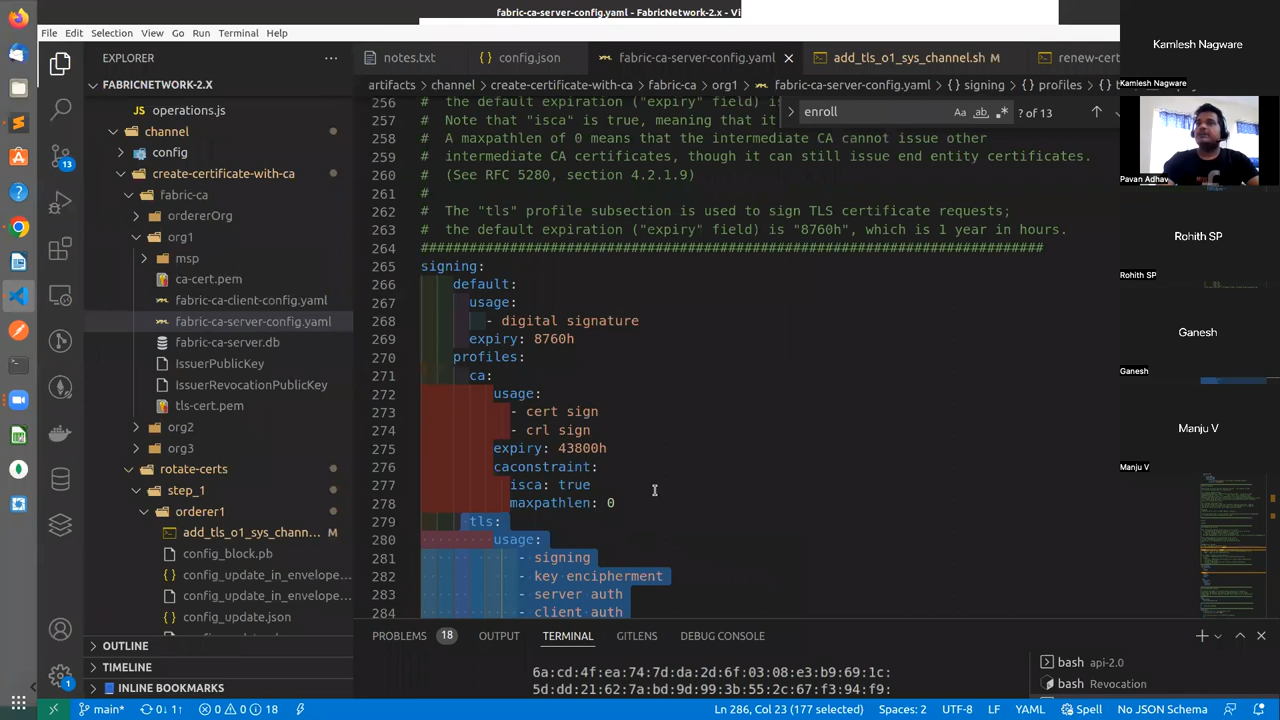 fabric-ca-server-config.yaml - FabricNetwork-2.x - Vi
File Edit Selection View Go Run Terminal Help
EXPLORER
FABRICNETWORK-2.X
operations.js
channel
config
create-certificate-with-ca
fabric-ca
ordererOrg
org1
msp
ca-cert.pem
fabric-ca-client-config.yaml
fabric-ca-server-config.yaml
fabric-ca-server.db
IssuerPublicKey
IssuerRevocationPublicKey
tls-cert.pem
org2
org3
rotate-certs
step_1
orderer1
add_tls_o1_sys_chann... M
config_block.pb
config_update_in_envelope...
config_update_in_envelope...
config_update.json
OUTLINE
TIMELINE
INLINE BOOKMARKS
13
1
notes.txt config.json fabric-ca-server-config.yaml add_tls_o1_sys_channel.sh M renew-cert
artifacts > channel > create-certificate-with-ca > fabric-ca > org1 > fabric-ca-server-config.yaml > {} signing > {} profiles > {} t
enroll Aa ab ? of 13
256 # the default expiration ("expiry" field) i
257 # Note that "isca" is true, meaning that it
258 # A maxpathlen of 0 means that the intermediate CA cannot issue other
259 # intermediate CA certificates, though it can still issue end entity certificates.
260 # (See RFC 5280, section 4.2.1.9)
261 #
262 # The "tls" profile subsection is used to sign TLS certificate requests;
263 # the default expiration ("expiry" field) is "8760h", which is 1 year in hours.
264 #############################################################################
265 signing:
266 default:
267 usage:
268 - digital signature
269 expiry: 8760h
270 profiles:
271 ca:
272 usage:
273 - cert sign
274 - crl sign
275 expiry: 43800h
276 caconstraint:
277 isca: true
278 maxpathlen: 0
279 tls:
280 usage:
281 - signing
282 - key encipherment
283 - server auth
284 - client auth
PROBLEMS 18 OUTPUT TERMINAL GITLENS DEBUG CONSOLE
6a:cd:4f:ea:74:7d:da:2d:6f:03:08:e3:b9:69:1c:
5d:dd:21:62:7a:bd:9d:99:3b:55:2c:67:f3:94:f9:
bash api-2.0
bash Revocation
main* 0↓ 1↑ 0 0 18 Ln 286, Col 23 (177 selected) Spaces: 2 UTF-8 LF YAML Spell No JSON Schema
Kamlesh Nagware
Kamlesh Nagware
Pavan Adhav
Rohith SP
Rohith SP
Ganesh
Ganesh
Manju V
Manju V